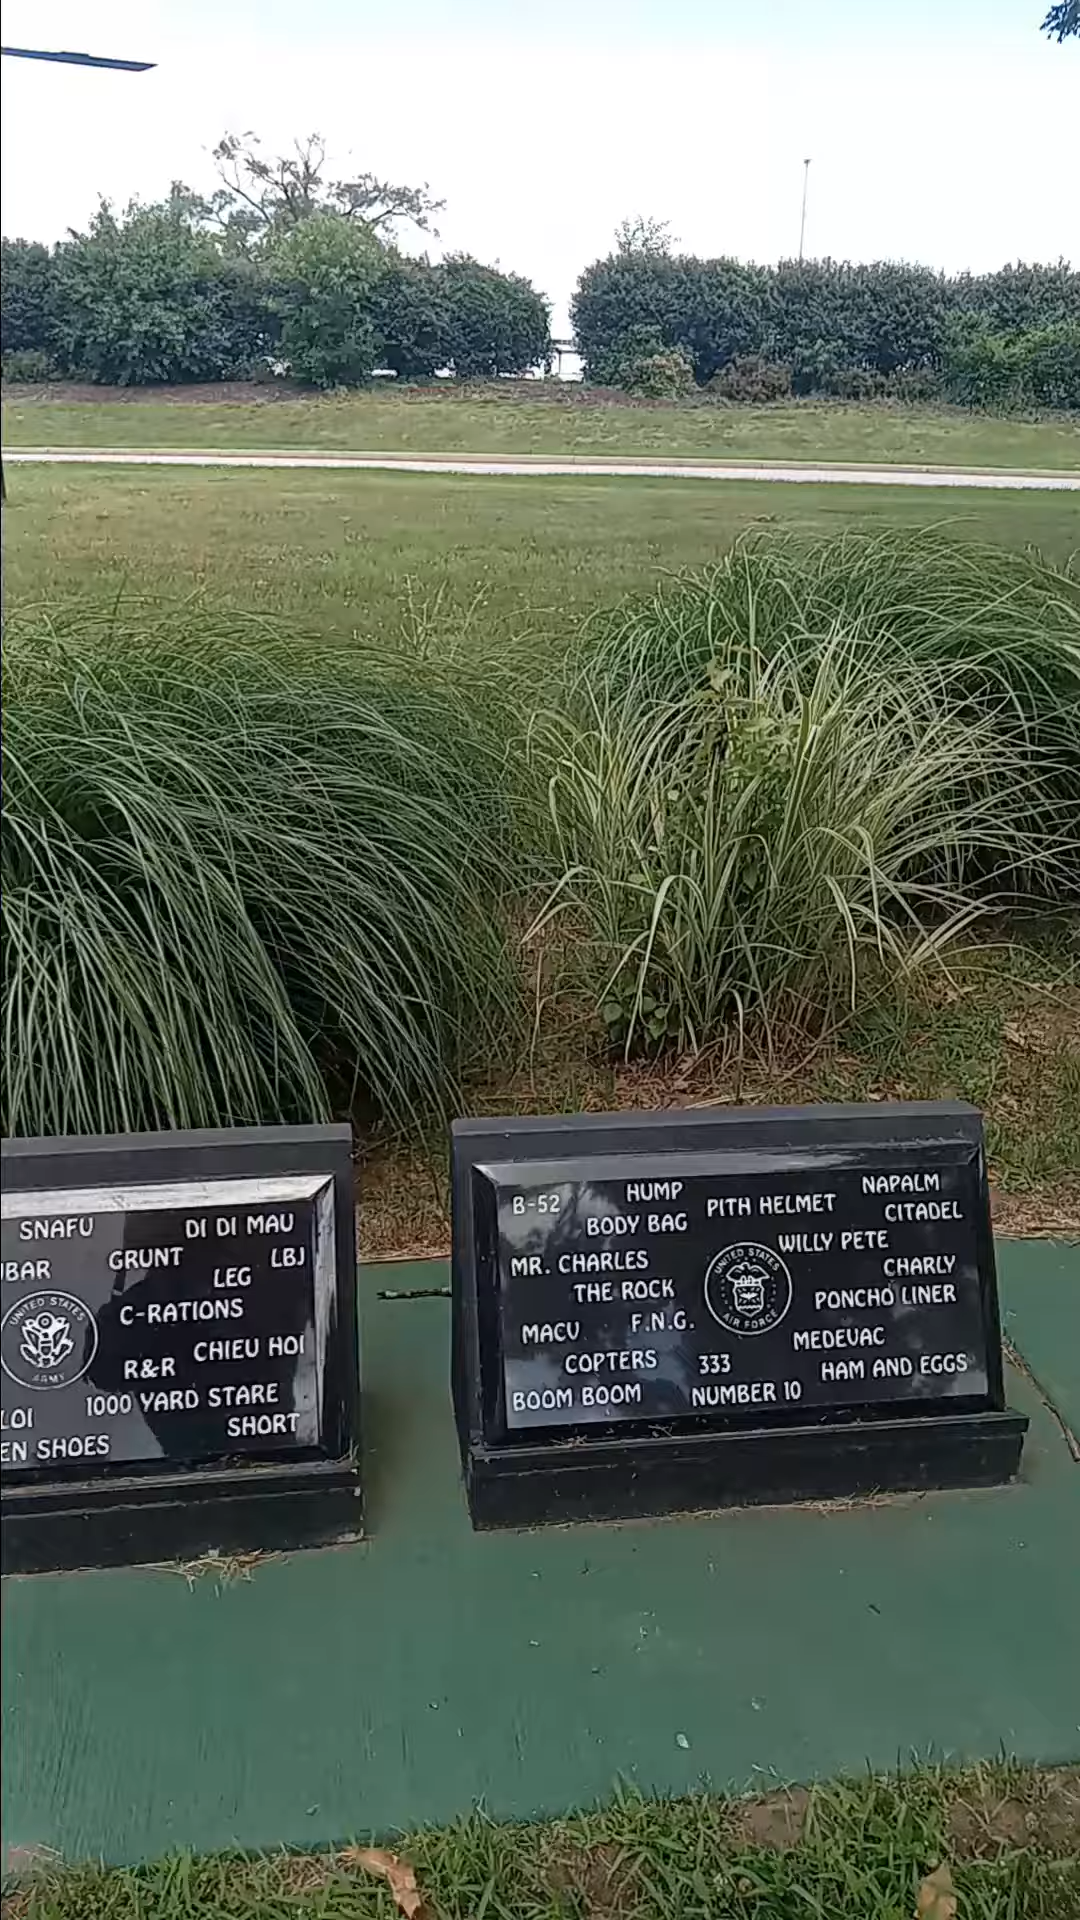 SNAFU
DI DI MAU
UBAR
GRUNT
LBJ
LEG
C-RATIONS
UNITED STATES
ARMY
R&R
CHIEU HOI
LOI
1000 YARD STARE
SHORT
EN SHOES
B-52
HUMP
PITH HELMET
NAPALM
BODY BAG
CITADEL
MR. CHARLES
WILLY PETE
THE ROCK
CHARLY
UNITED STATES
AIR FORCE
PONCHO LINER
MACV
F.N.G.
MEDEVAC
COPTERS
333
HAM AND EGGS
BOOM BOOM
NUMBER 10